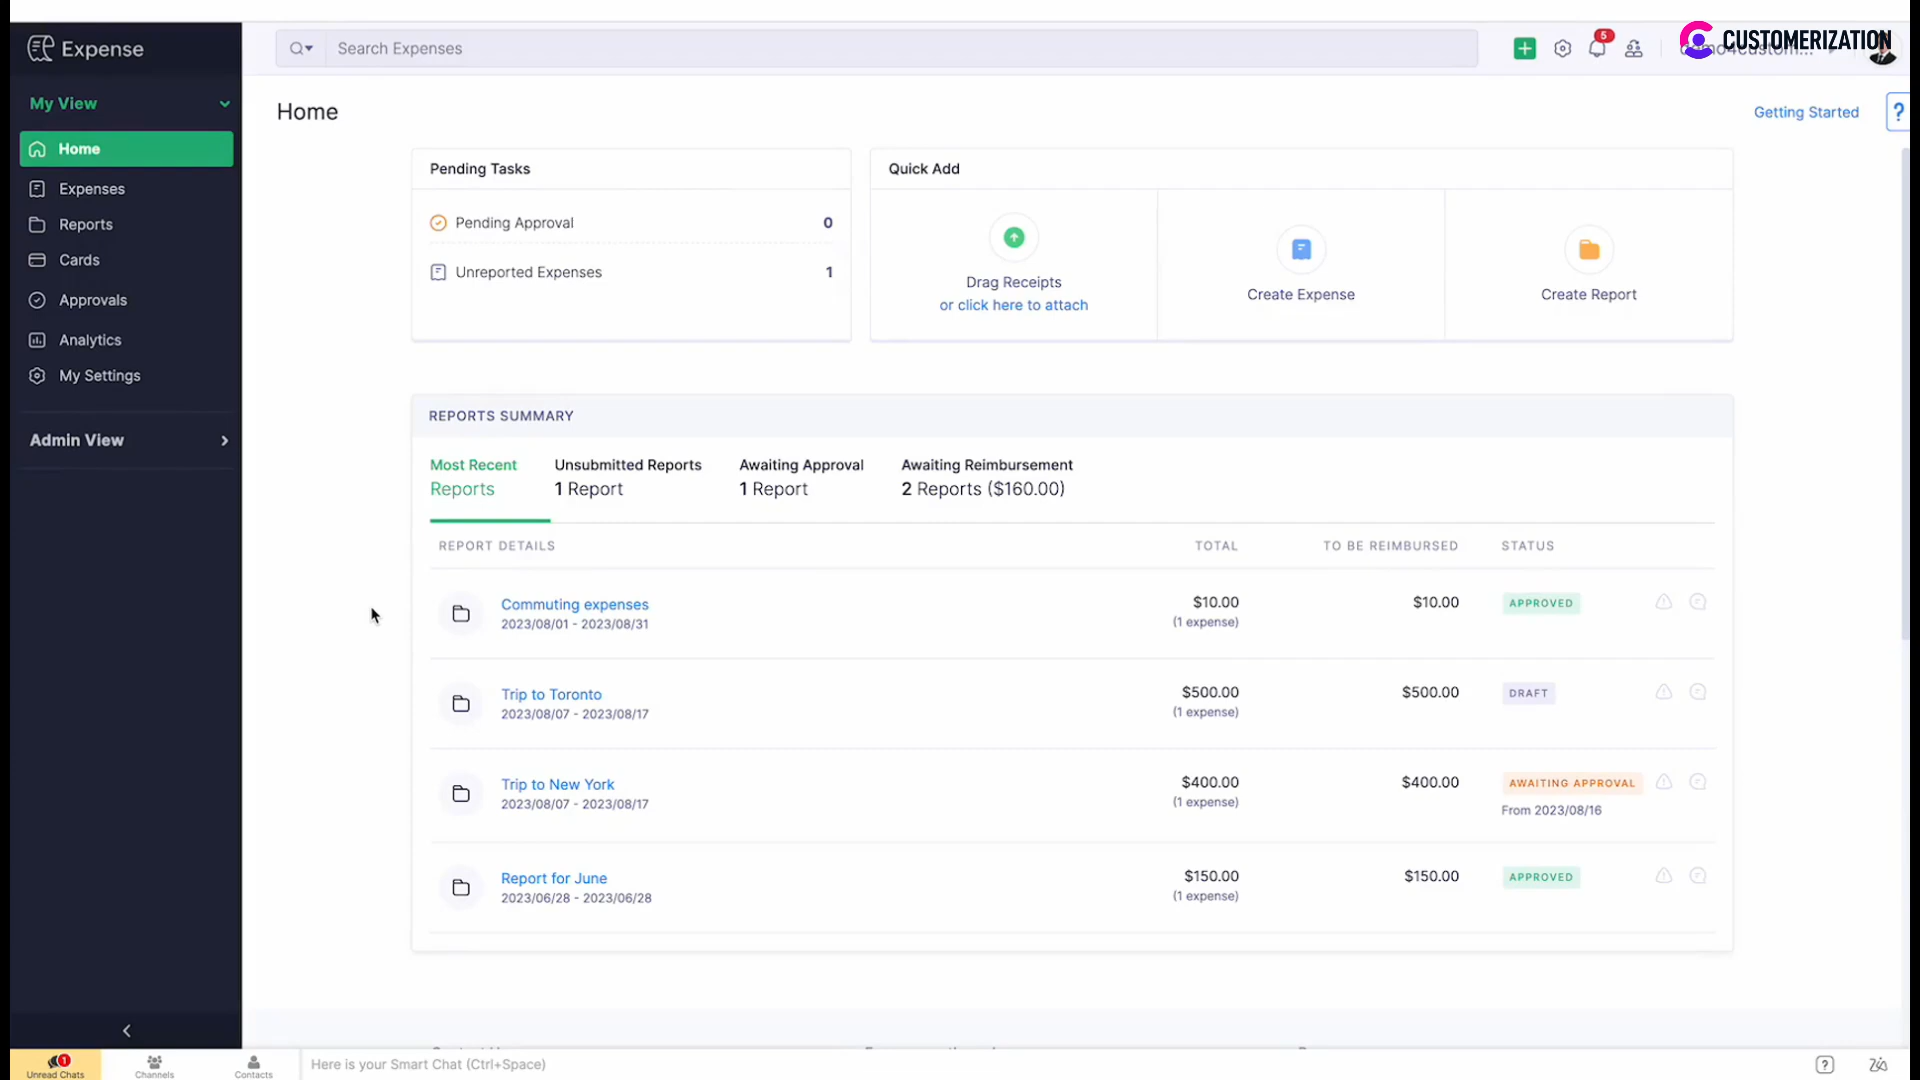 Expense
Search Expenses
5
CUSTOMERIZATION
My View
Home
Expenses
Reports
Cards
Approvals
Analytics
My Settings
Admin View
Home
Getting Started
?
Pending Tasks
Pending Approval 0
Unreported Expenses 1
Quick Add
Drag Receipts
or click here to attach
Create Expense
Create Report
REPORTS SUMMARY
Most Recent
Reports
Unsubmitted Reports
1 Report
Awaiting Approval
1 Report
Awaiting Reimbursement
2 Reports ($160.00)
REPORT DETAILS TOTAL TO BE REIMBURSED STATUS
Commuting expenses $10.00 $10.00 APPROVED
2023/08/01 - 2023/08/31 (1 expense)
Trip to Toronto $500.00 $500.00 DRAFT
2023/08/07 - 2023/08/17 (1 expense)
Trip to New York $400.00 $400.00 AWAITING APPROVAL
2023/08/07 - 2023/08/17 (1 expense) From 2023/08/16
Report for June $150.00 $150.00 APPROVED
2023/06/28 - 2023/06/28 (1 expense)
1
Unread Chats
Channels
Contacts
Here is your Smart Chat (Ctrl+Space)
?